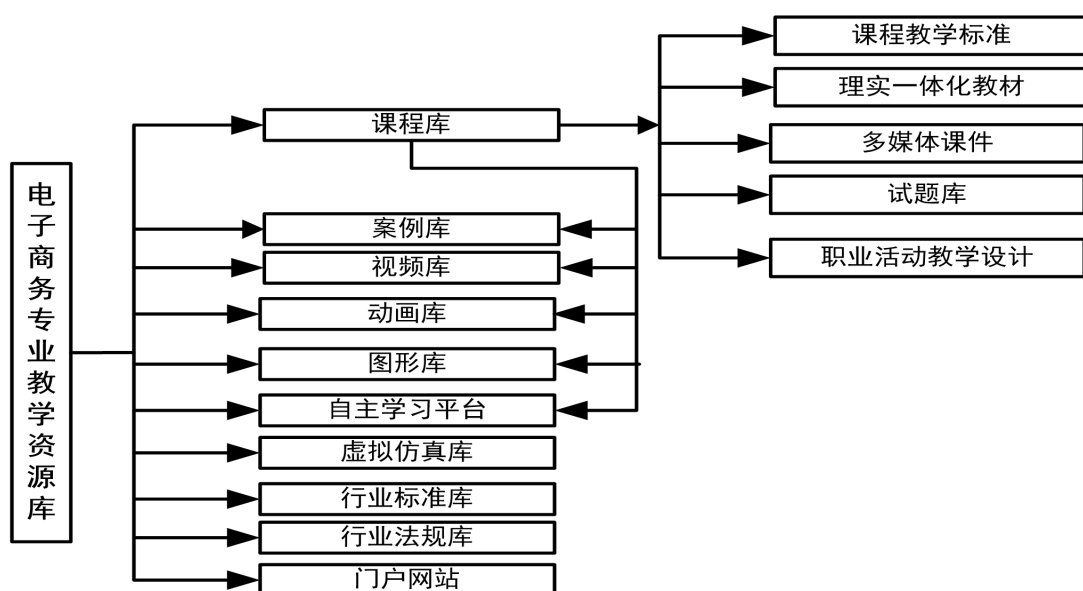 电子商务专业教学资源库
课程库
案例库
视频库
动画库
图形库
自主学习平台
虚拟仿真库
行业标准库
行业法规库
门户网站
课程教学标准
理实一体化教材
多媒体课件
试题库
职业活动教学设计